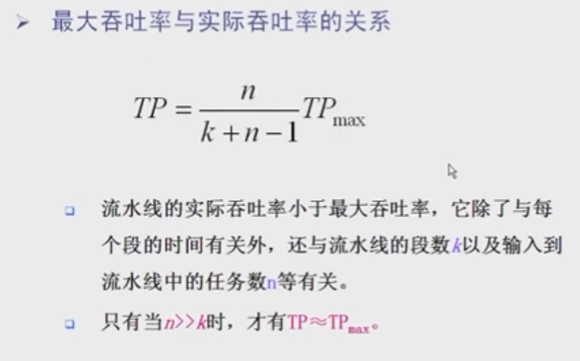 ➢ 最大吞吐率与实际吞吐率的关系
TP = \frac{n}{k+n-1} TP_{max}
□ 流水线的实际吞吐率小于最大吞吐率，它除了与每
个段的时间有关外，还与流水线的段数k以及输入到
流水线中的任务数n等有关。
□ 只有当n>>k时，才有TP≈TP_{max}。